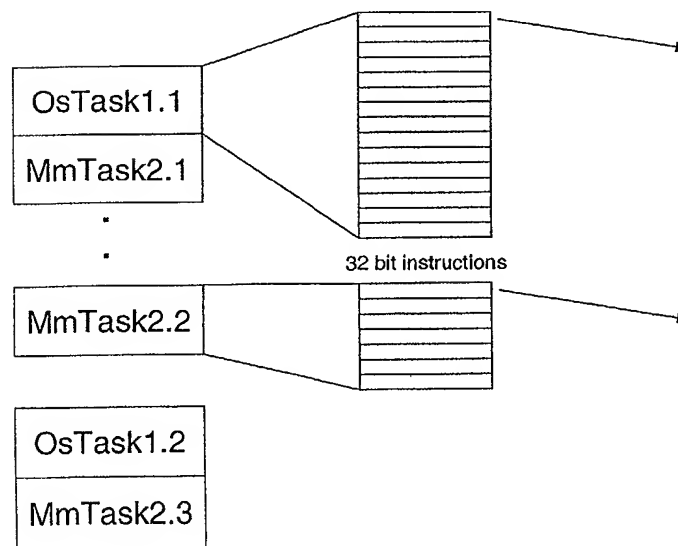 OsTask1.1
MmTask2.1
32 bit instructions
MmTask2.2
OsTask1.2
MmTask2.3